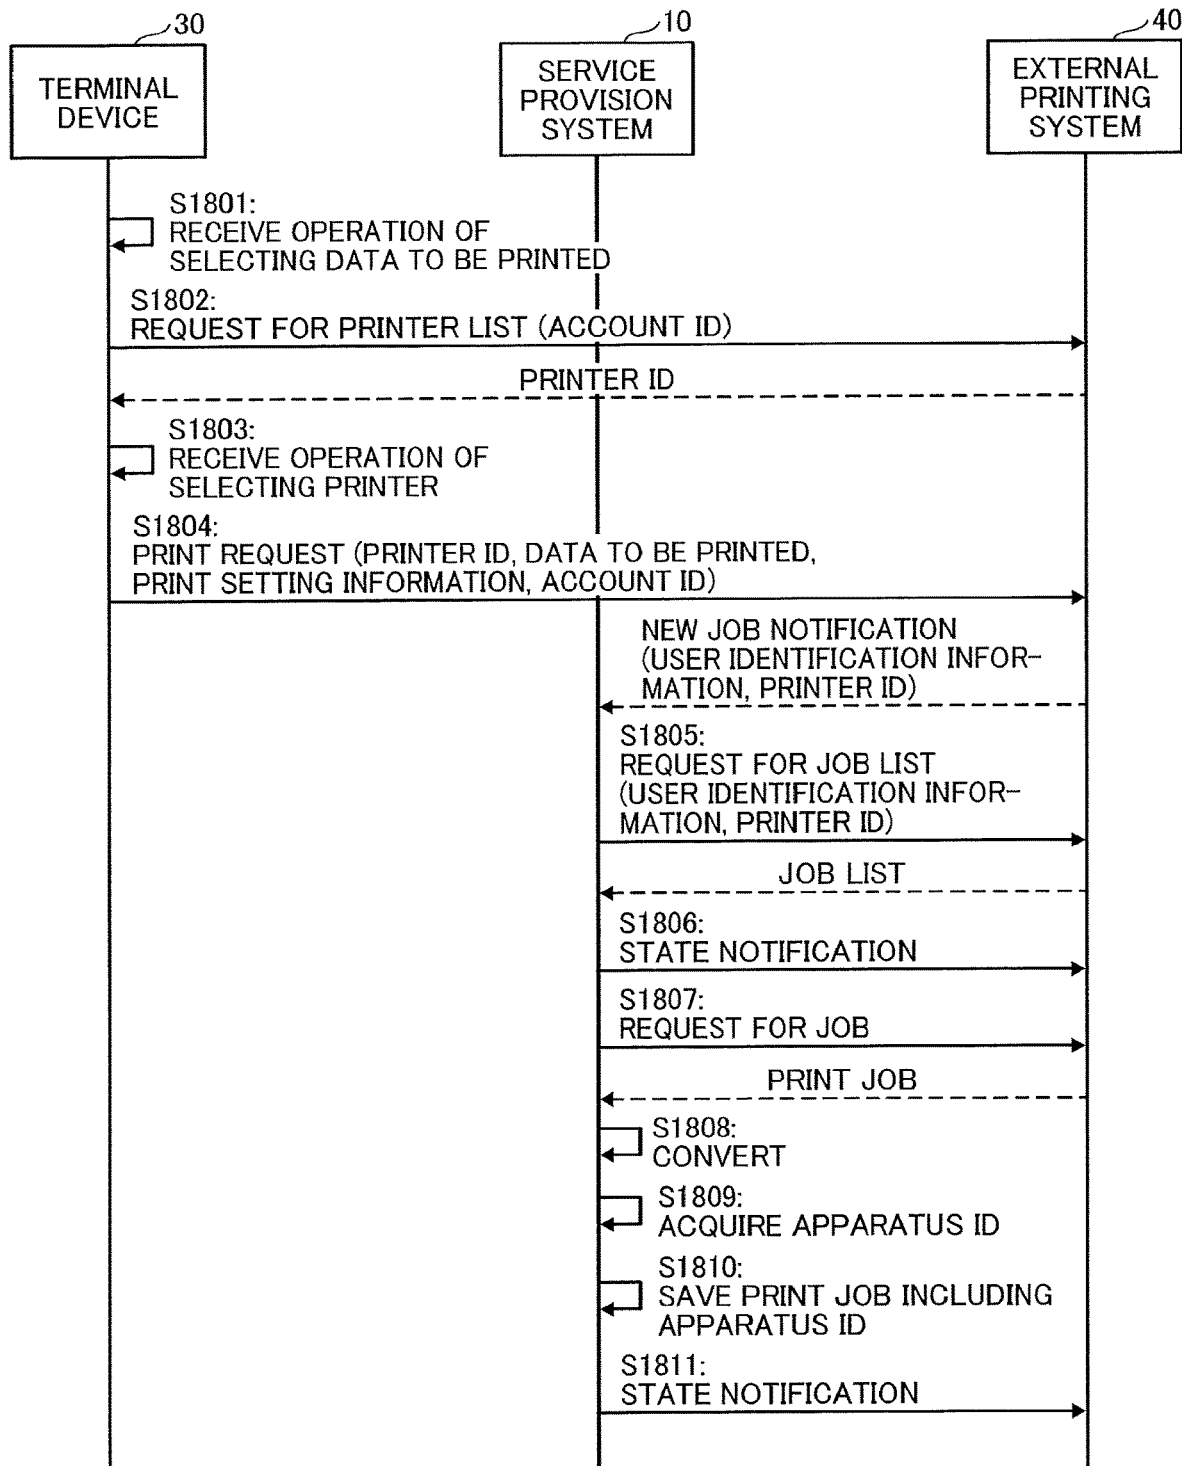 30
10
40
TERMINAL
DEVICE
SERVICE
PROVISION
SYSTEM
EXTERNAL
PRINTING
SYSTEM
S1801:
RECEIVE OPERATION OF
SELECTING DATA TO BE PRINTED
S1802:
REQUEST FOR PRINTER LIST (ACCOUNT ID)
PRINTER ID
S1803:
RECEIVE OPERATION OF
SELECTING PRINTER
S1804:
PRINT REQUEST (PRINTER ID, DATA TO BE PRINTED,
PRINT SETTING INFORMATION, ACCOUNT ID)
NEW JOB NOTIFICATION
(USER IDENTIFICATION INFOR-
MATION, PRINTER ID)
S1805:
REQUEST FOR JOB LIST
(USER IDENTIFICATION INFOR-
MATION, PRINTER ID)
JOB LIST
S1806:
STATE NOTIFICATION
S1807:
REQUEST FOR JOB
PRINT JOB
S1808:
CONVERT
S1809:
ACQUIRE APPARATUS ID
S1810:
SAVE PRINT JOB INCLUDING
APPARATUS ID
S1811:
STATE NOTIFICATION